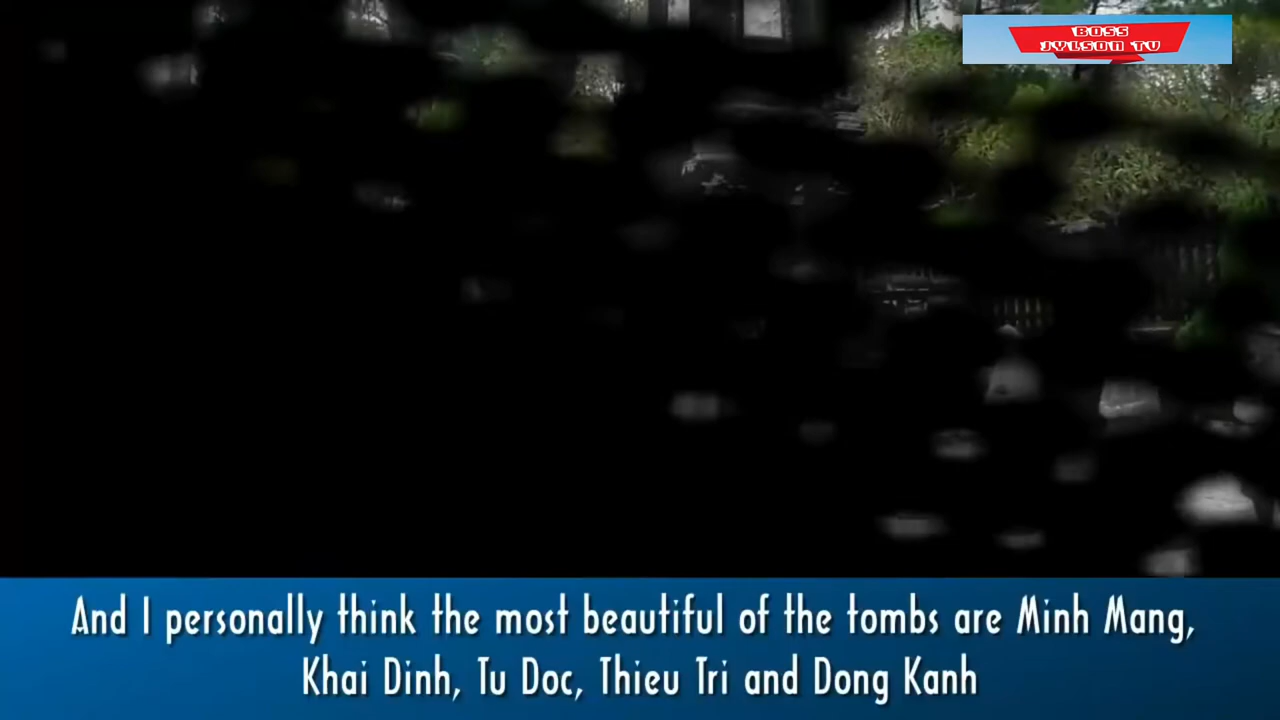 BOSS
JYLSON TV
And I personally think the most beautiful of the tombs are Minh Mang,
Khai Dinh, Tu Doc, Thieu Tri and Dong Kanh